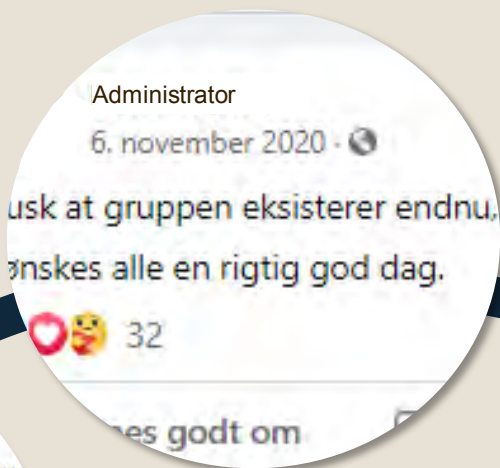 Administrator
6. november 2020 ·
usk at gruppen eksisterer endnu,
ønskes alle en rigtig god dag.
32
es godt om